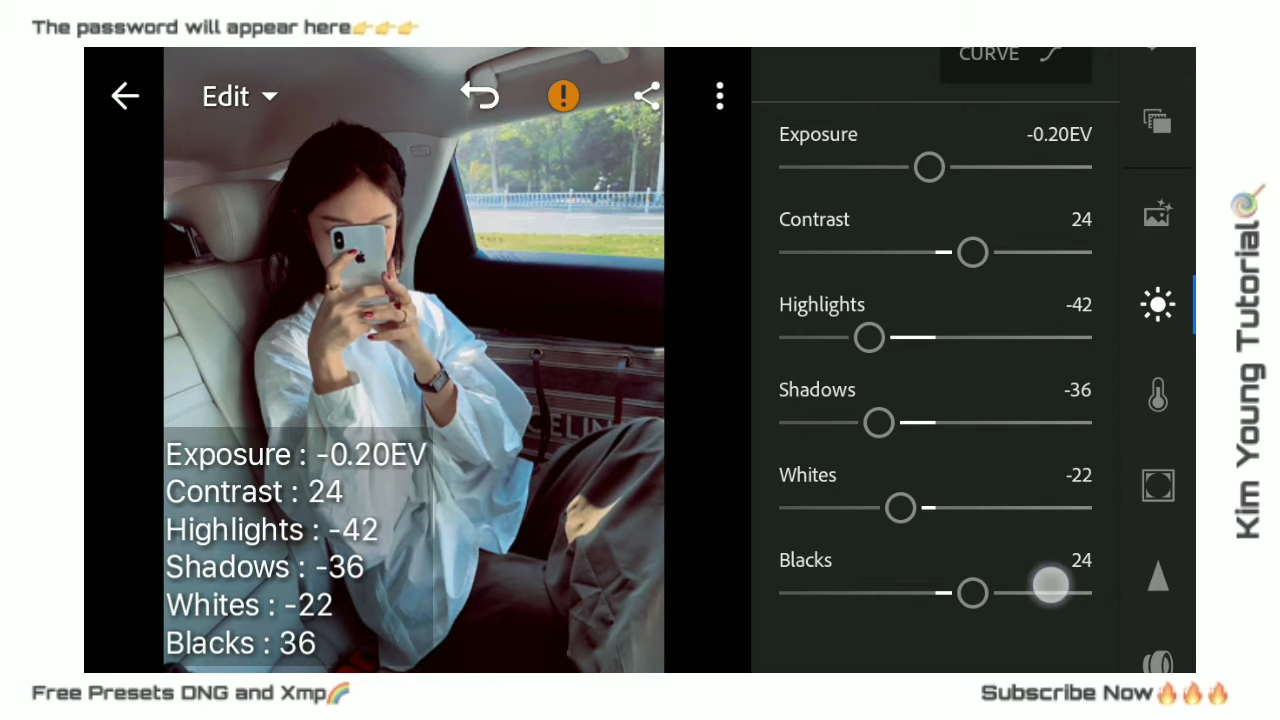 The password will appear here👉👉👉
Edit
CURVE
Exposure -0.20EV
Contrast 24
Highlights -42
Shadows -36
Whites -22
Blacks 24
Exposure : -0.20EV
Contrast : 24
Highlights : -42
Shadows : -36
Whites : -22
Blacks : 36
Kim Young Tutorial🍭
Free Presets DNG and Xmp🌈
Subscribe Now🔥🔥🔥